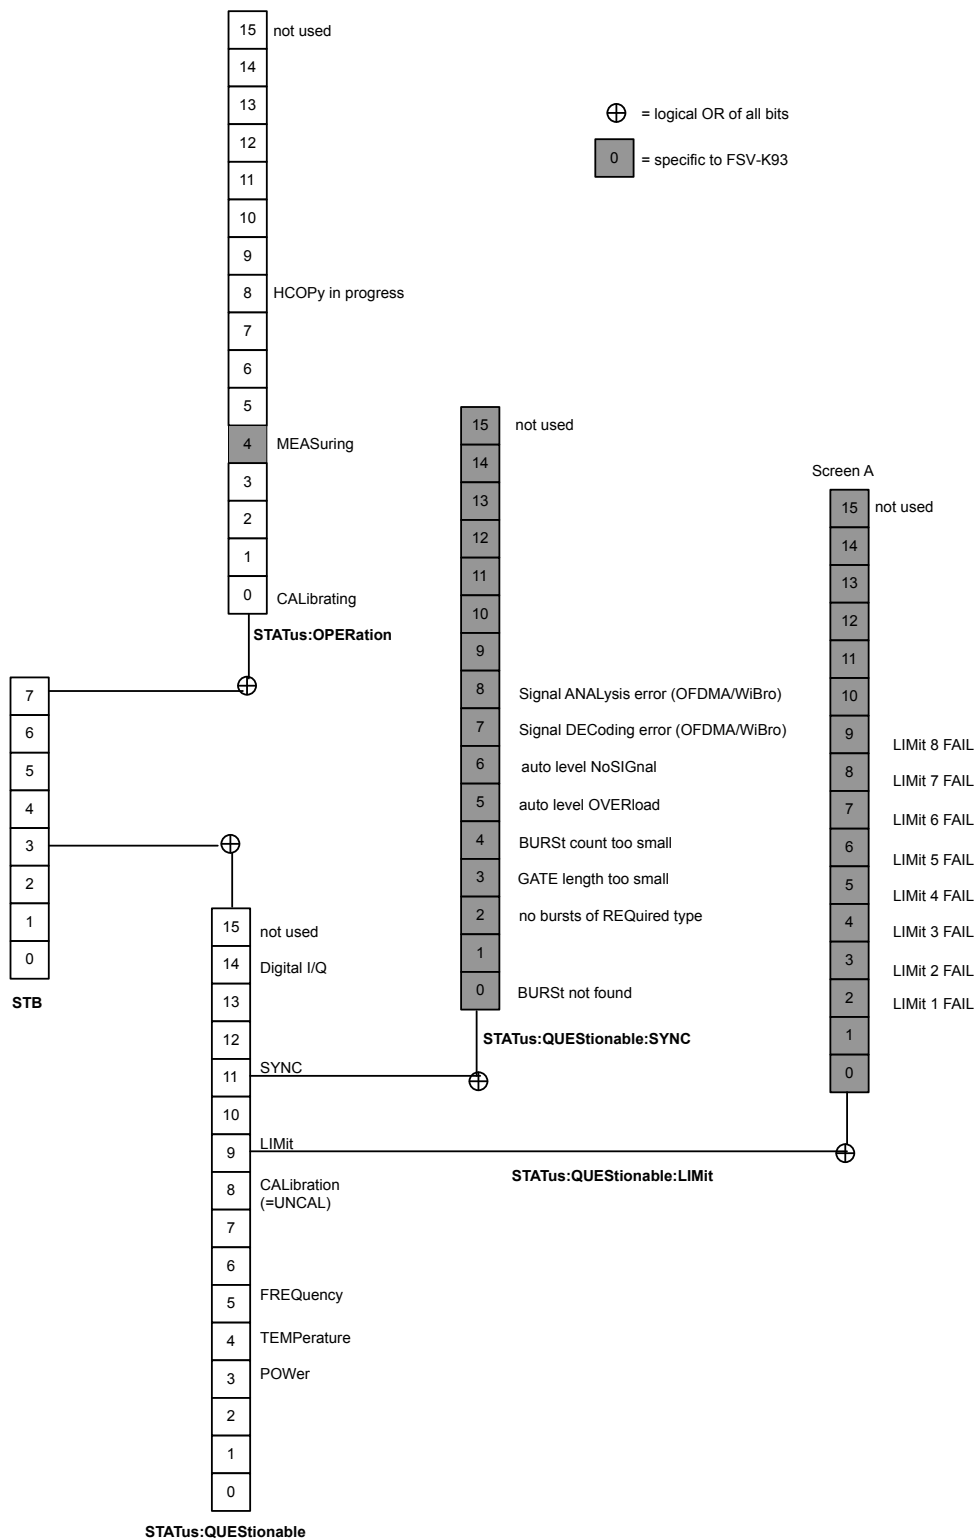 15 not used
14
13
12
11
10
9
8 HCOPy in progress
7
6
5
4 MEASuring
3
2
1
0 CALibrating
STATus:OPERation
= logical OR of all bits
0 = specific to FSV-K93
7
6
5
4
3
2
1
0
STB
15 not used
14 Digital I/Q
13
12
11 SYNC
10
9 LIMit
8 CALibration
(=UNCAL)
7
6
5 FREQuency
4 TEMPerature
3 POWer
2
1
0
STATus:QUEStionable
15 not used
14
13
12
11
10
9
8 Signal ANALysis error (OFDMA/WiBro)
7 Signal DECoding error (OFDMA/WiBro)
6 auto level NoSIGnal
5 auto level OVERload
4 BURSt count too small
3 GATE length too small
2 no bursts of REQuired type
1
0 BURSt not found
STATus:QUEStionable:SYNC
Screen A
15 not used
14
13
12
11
10
9 LIMit 8 FAIL
8 LIMit 7 FAIL
7 LIMit 6 FAIL
6 LIMit 5 FAIL
5 LIMit 4 FAIL
4 LIMit 3 FAIL
3 LIMit 2 FAIL
2 LIMit 1 FAIL
1
0
STATus:QUEStionable:LIMit